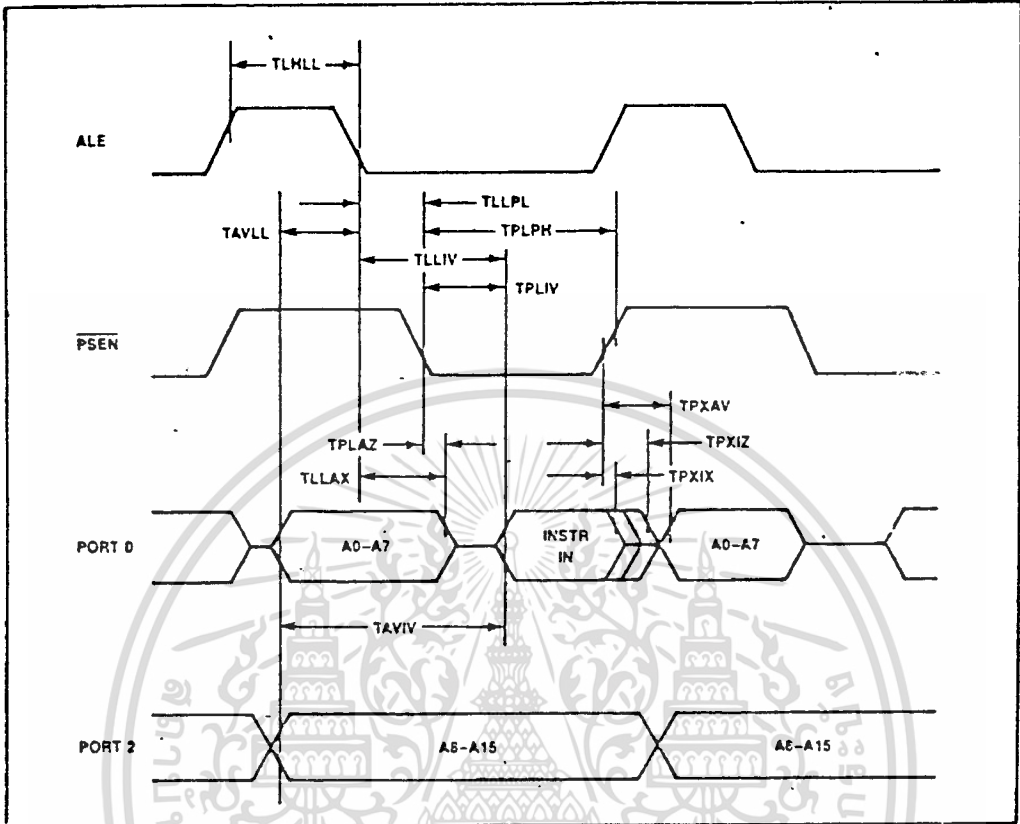 TLHLL
ALE
TLLPL
TAVLL
TPLPH
TLLIV
TPLIV
PSEN
TPXAV
TPLAZ
TPXIZ
TLLAX
TPXIX
PORT 0
A0-A7
INSTR
IN
A0-A7
TAVIV
PORT 2
A8-A15
A8-A15